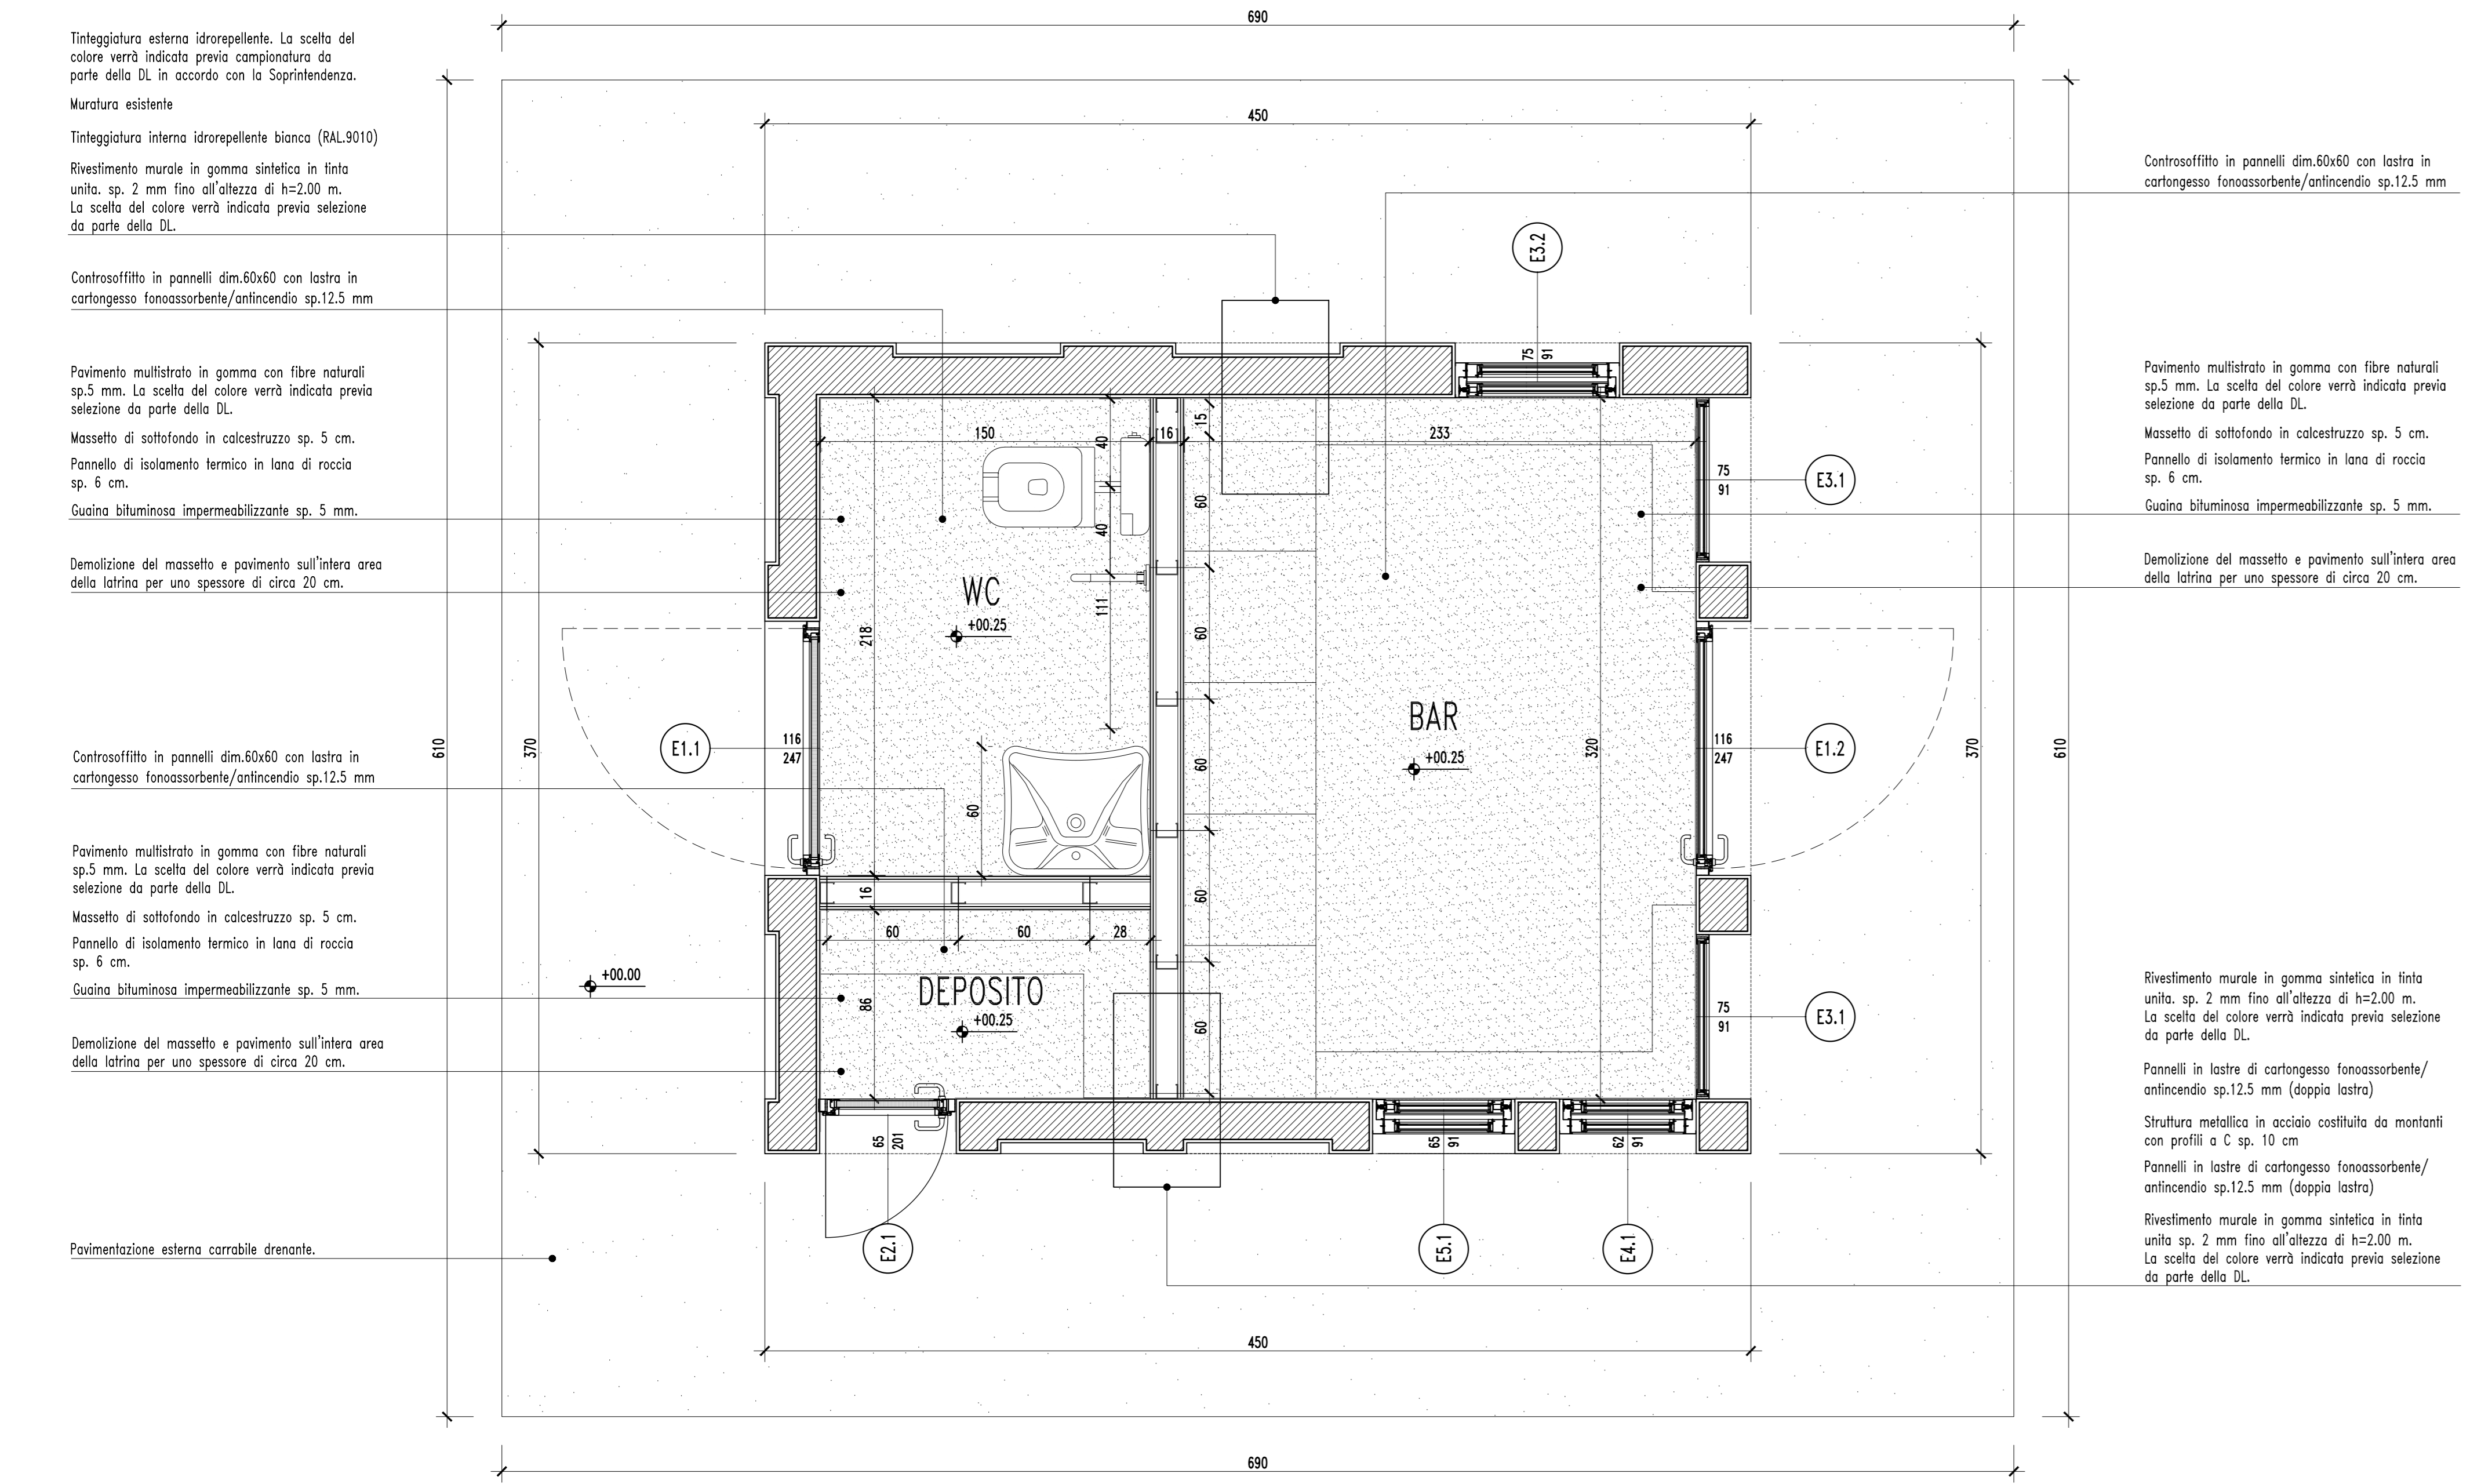 690
Tinteggiatura esterna idrorepellente. La scelta del
colore verrà indicata previa campionatura da
parte della DL in accordo con la Soprintendenza.
Muratura esistente
Tinteggiatura interna idrorepellente bianca (RAL.9010)
Rivestimento murale in gomma sintetica in tinta
unita. sp. 2 mm fino all'altezza di h=2.00 m.
La scelta del colore verrà indicata previa selezione
da parte della DL.
Controsoffitto in pannelli dim.60x60 con lastra in
cartongesso fonoassorbente/antincendio sp.12.5 mm
Pavimento multistrato in gomma con fibre naturali
sp.5 mm. La scelta del colore verrà indicata previa
selezione da parte della DL.
Massetto di sottofondo in calcestruzzo sp. 5 cm.
Pannello di isolamento termico in lana di roccia
sp. 6 cm.
Guaina bituminosa impermeabilizzante sp. 5 mm.
Demolizione del massetto e pavimento sull'intera area
della latrina per uno spessore di circa 20 cm.
Controsoffitto in pannelli dim.60x60 con lastra in
cartongesso fonoassorbente/antincendio sp.12.5 mm
Pavimento multistrato in gomma con fibre naturali
sp.5 mm. La scelta del colore verrà indicata previa
selezione da parte della DL.
Massetto di sottofondo in calcestruzzo sp. 5 cm.
Pannello di isolamento termico in lana di roccia
sp. 6 cm.
Guaina bituminosa impermeabilizzante sp. 5 mm.
Demolizione del massetto e pavimento sull'intera area
della latrina per uno spessore di circa 20 cm.
Pavimentazione esterna carrabile drenante.
610
370
450
E3.2
75
91
150
16
233
40
40
111
218
15
60
60
60
60
60
WC
+00.25
E1.1
116
247
60
16
60
60
28
86
DEPOSITO
+00.25
+00.00
65
201
E2.1
BAR
+00.25
320
75
91
E3.1
116
247
E1.2
75
91
E3.1
65
91
E5.1
62
91
E4.1
370
610
450
690
Controsoffitto in pannelli dim.60x60 con lastra in
cartongesso fonoassorbente/antincendio sp.12.5 mm
Pavimento multistrato in gomma con fibre naturali
sp.5 mm. La scelta del colore verrà indicata previa
selezione da parte della DL.
Massetto di sottofondo in calcestruzzo sp. 5 cm.
Pannello di isolamento termico in lana di roccia
sp. 6 cm.
Guaina bituminosa impermeabilizzante sp. 5 mm.
Demolizione del massetto e pavimento sull'intera area
della latrina per uno spessore di circa 20 cm.
Rivestimento murale in gomma sintetica in tinta
unita. sp. 2 mm fino all'altezza di h=2.00 m.
La scelta del colore verrà indicata previa selezione
da parte della DL.
Pannelli in lastre di cartongesso fonoassorbente/
antincendio sp.12.5 mm (doppia lastra)
Struttura metallica in acciaio costituita da montanti
con profili a C sp. 10 cm
Pannelli in lastre di cartongesso fonoassorbente/
antincendio sp.12.5 mm (doppia lastra)
Rivestimento murale in gomma sintetica in tinta
unita sp. 2 mm fino all'altezza di h=2.00 m.
La scelta del colore verrà indicata previa selezione
da parte della DL.